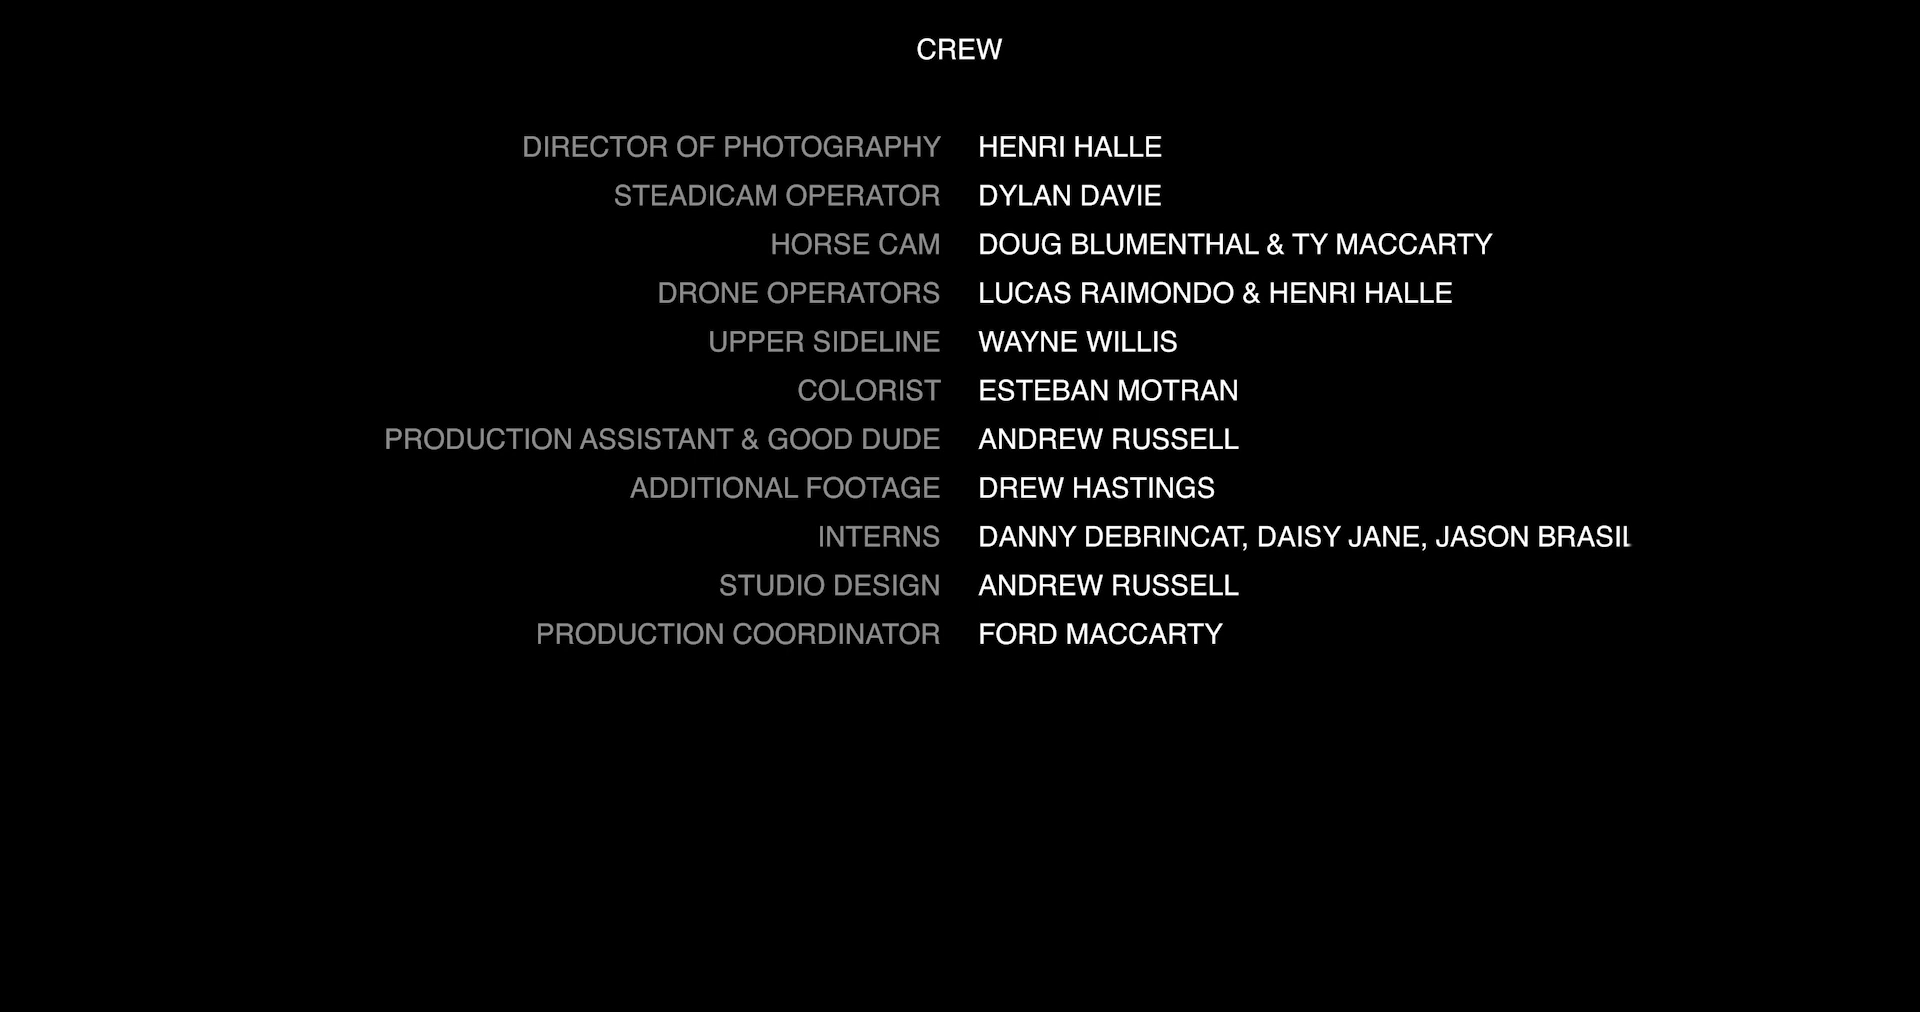 CREW
DIRECTOR OF PHOTOGRAPHY HENRI HALLE
STEADICAM OPERATOR DYLAN DAVIE
HORSE CAM DOUG BLUMENTHAL & TY MACCARTY
DRONE OPERATORS LUCAS RAIMONDO & HENRI HALLE
UPPER SIDELINE WAYNE WILLIS
COLORIST ESTEBAN MOTRAN
PRODUCTION ASSISTANT & GOOD DUDE ANDREW RUSSELL
ADDITIONAL FOOTAGE DREW HASTINGS
INTERNS DANNY DEBRINCAT, DAISY JANE, JASON BRASIL
STUDIO DESIGN ANDREW RUSSELL
PRODUCTION COORDINATOR FORD MACCARTY